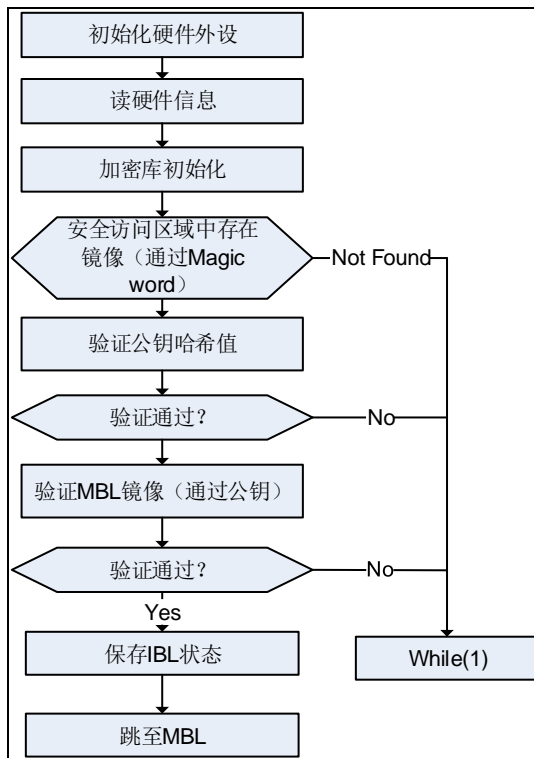 初始化硬件外设
读硬件信息
加密库初始化
安全访问区域中存在
镜像（通过Magic
word）
Not Found
验证公钥哈希值
验证通过？
No
验证MBL镜像（通过公钥）
验证通过？
No
Yes
保存IBL状态
While(1)
跳至MBL